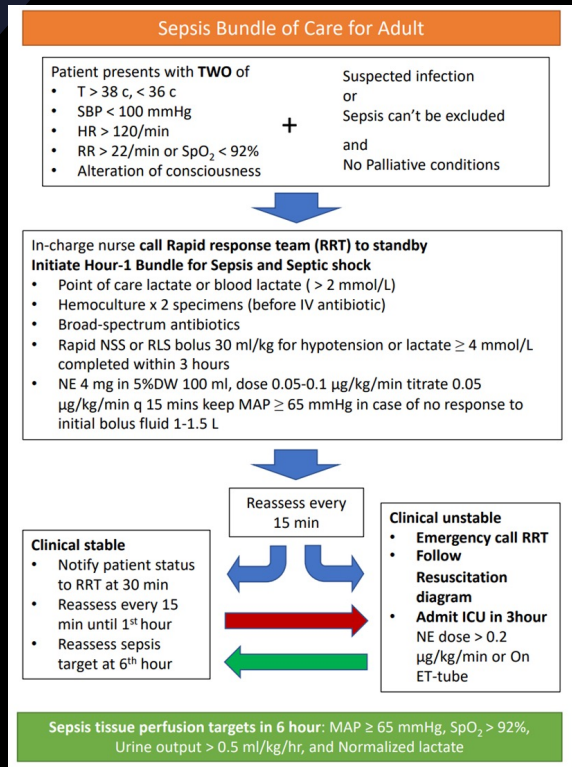 Sepsis Bundle of Care for Adult
Patient presents with TWO of
• T > 38 c, < 36 c
• SBP < 100 mmHg
• HR > 120/min
• RR > 22/min or SpO₂ < 92%
• Alteration of consciousness
+
Suspected infection
or
Sepsis can't be excluded
and
No Palliative conditions
In-charge nurse call Rapid response team (RRT) to standby
Initiate Hour-1 Bundle for Sepsis and Septic shock
• Point of care lactate or blood lactate ( > 2 mmol/L)
• Hemoculture x 2 specimens (before IV antibiotic)
• Broad-spectrum antibiotics
• Rapid NSS or RLS bolus 30 ml/kg for hypotension or lactate ≥ 4 mmol/L
completed within 3 hours
• NE 4 mg in 5%DW 100 ml, dose 0.05-0.1 µg/kg/min titrate 0.05
µg/kg/min q 15 mins keep MAP ≥ 65 mmHg in case of no response to
initial bolus fluid 1-1.5 L
Reassess every
15 min
Clinical stable
• Notify patient status
to RRT at 30 min
• Reassess every 15
min until 1st hour
• Reassess sepsis
target at 6th hour
Clinical unstable
• Emergency call RRT
• Follow
Resuscitation
diagram
• Admit ICU in 3hour
NE dose > 0.2
µg/kg/min or On
ET-tube
Sepsis tissue perfusion targets in 6 hour: MAP ≥ 65 mmHg, SpO₂ > 92%,
Urine output > 0.5 ml/kg/hr, and Normalized lactate